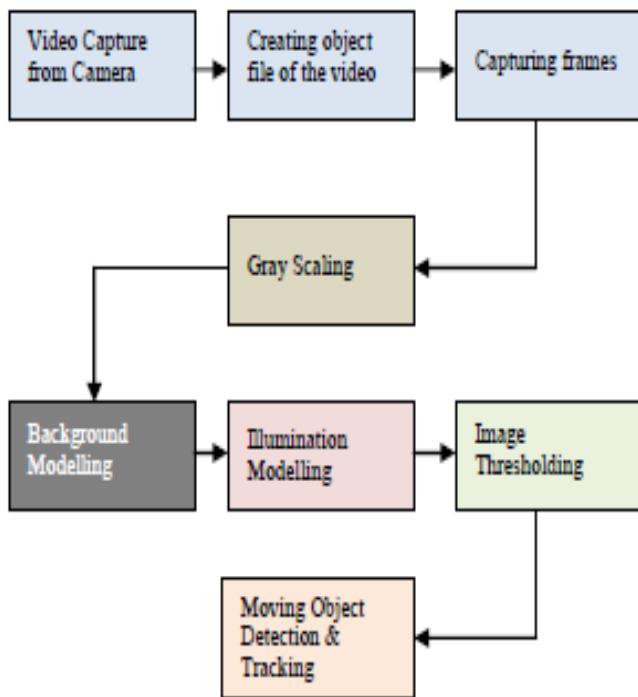 Video Capture
from Camera
Creating object
file of the video
Capturing frames
Gray Scaling
Background
Modelling
Illumination
Modelling
Image
Thresholding
Moving Object
Detection &
Tracking